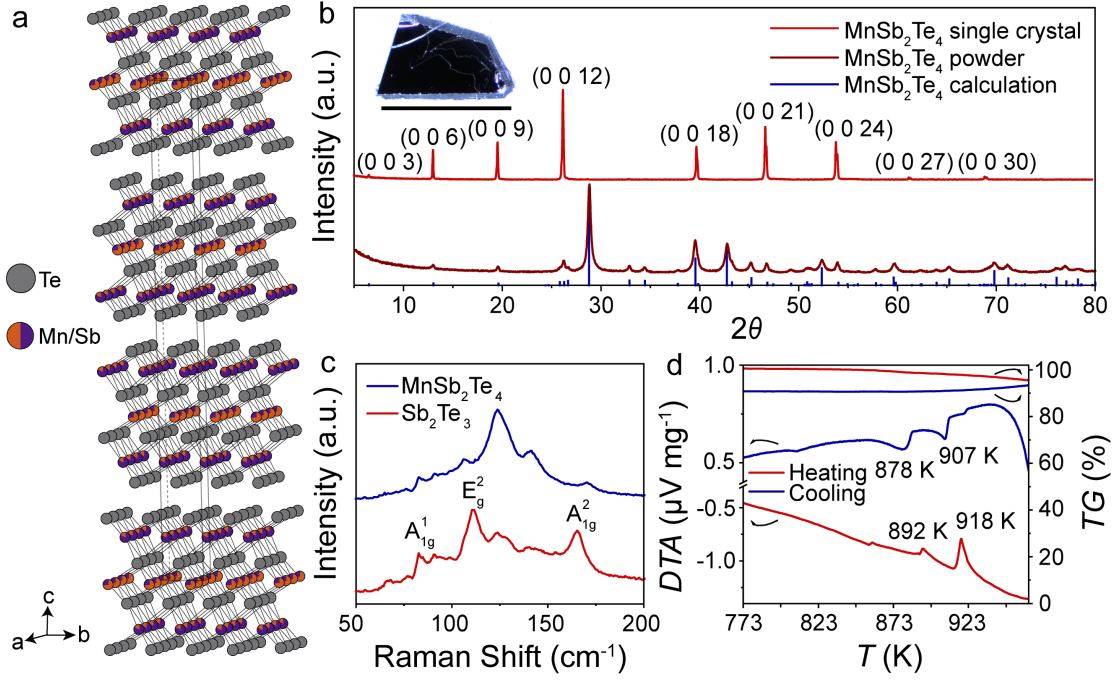 a
Te
Mn/Sb
c
a
b
b
MnSb₂Te₄ single crystal
MnSb₂Te₄ powder
MnSb₂Te₄ calculation
(0 0 3)
(0 0 6)
(0 0 9)
(0 0 12)
(0 0 18)
(0 0 21)
(0 0 24)
(0 0 27)
(0 0 30)
Intensity (a.u.)
10 20 30 40 50 60 70 80
2θ
c
MnSb₂Te₄
Sb₂Te₃
A¹₁g
E²g
A²₁g
Intensity (a.u.)
50 100 150 200
Raman Shift (cm⁻¹)
d
1.0
0.5
-0.5
-1.0
DTA (µV mg⁻¹)
878 K
907 K
Heating
Cooling
892 K
918 K
100
80
60
40
20
0
TG (%)
773 823 873 923
T (K)